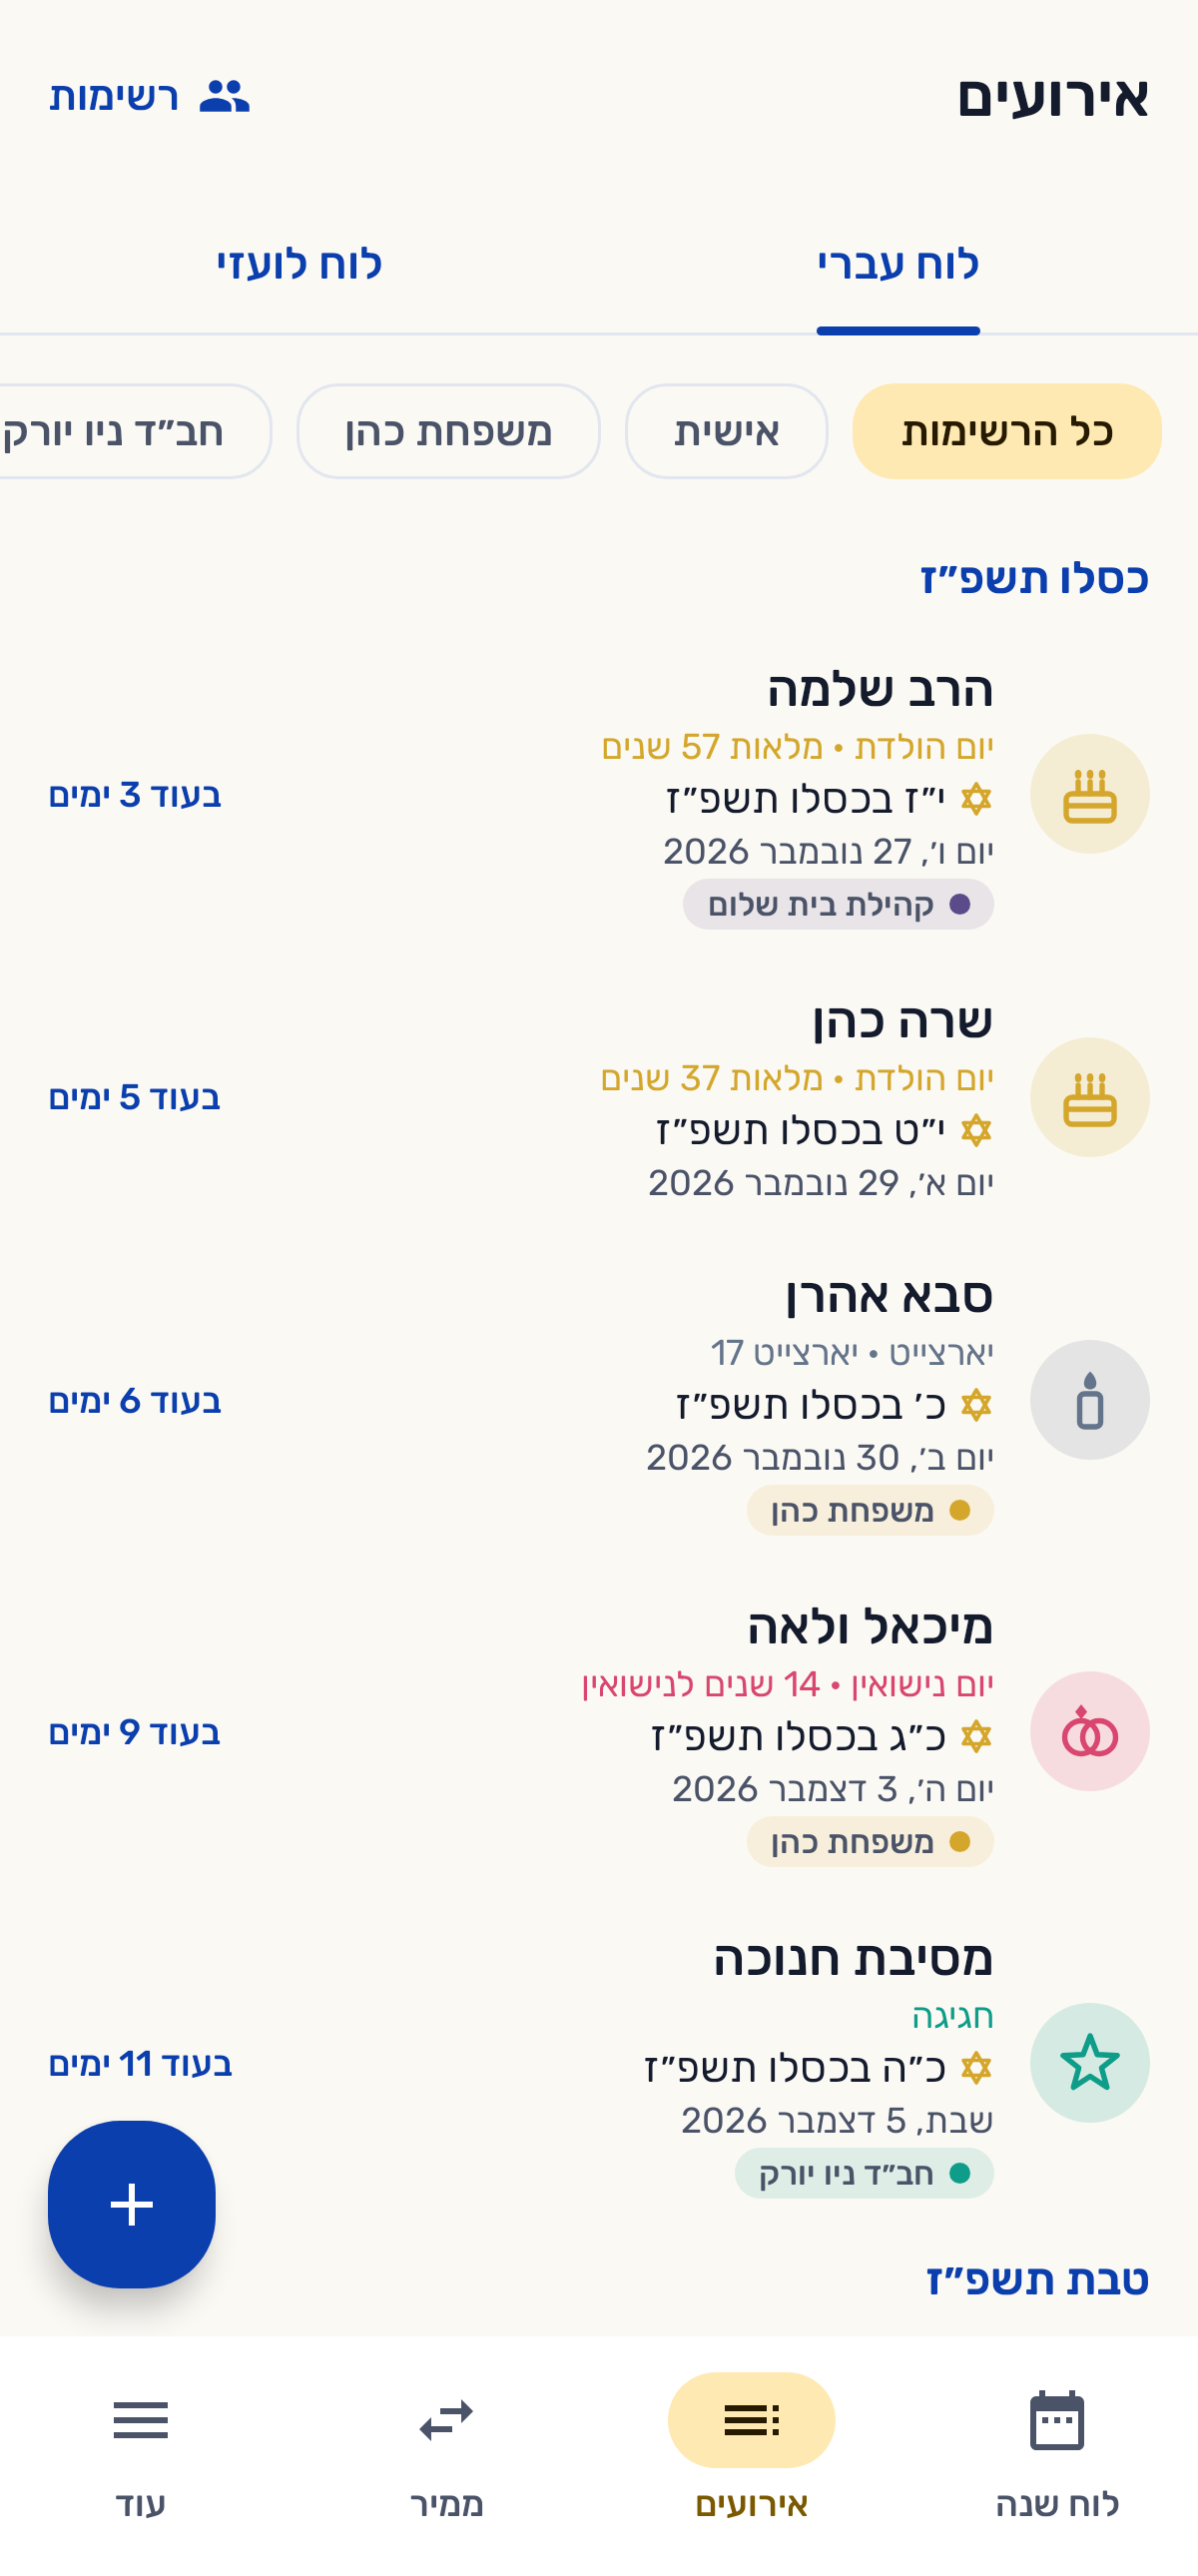 אירועים
רשימות
לוח עברי
לוח לועזי
כל הרשימות
אישית
משפחת כהן
חב״ד ניו יורק
כסלו תשפ״ז
הרב שלמה
יום הולדת • מלאות 57 שנים
י״ז בכסלו תשפ״ז
יום ו׳, 27 נובמבר 2026
קהילת בית שלום
בעוד 3 ימים
שרה כהן
יום הולדת • מלאות 37 שנים
י״ט בכסלו תשפ״ז
יום א׳, 29 נובמבר 2026
בעוד 5 ימים
סבא אהרן
יארצייט • יארצייט 17
כ׳ בכסלו תשפ״ז
יום ב׳, 30 נובמבר 2026
משפחת כהן
בעוד 6 ימים
מיכאל ולאה
יום נישואין • 14 שנים לנישואין
כ״ג בכסלו תשפ״ז
יום ה׳, 3 דצמבר 2026
משפחת כהן
בעוד 9 ימים
מסיבת חנוכה
חגיגה
כ״ה בכסלו תשפ״ז
שבת, 5 דצמבר 2026
חב״ד ניו יורק
בעוד 11 ימים
טבת תשפ״ז
לוח שנה
אירועים
ממיר
עוד